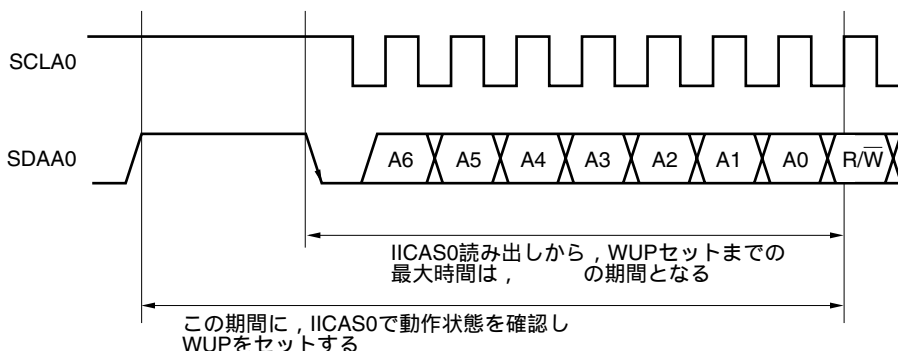 SCLA0
SDAA0
A6 A5 A4 A3 A2 A1 A0 R/W̅
IICAS0読み出しから，WUPセットまでの
最大時間は，　　　の期間となる
この期間に，IICAS0で動作状態を確認し
WUPをセットする